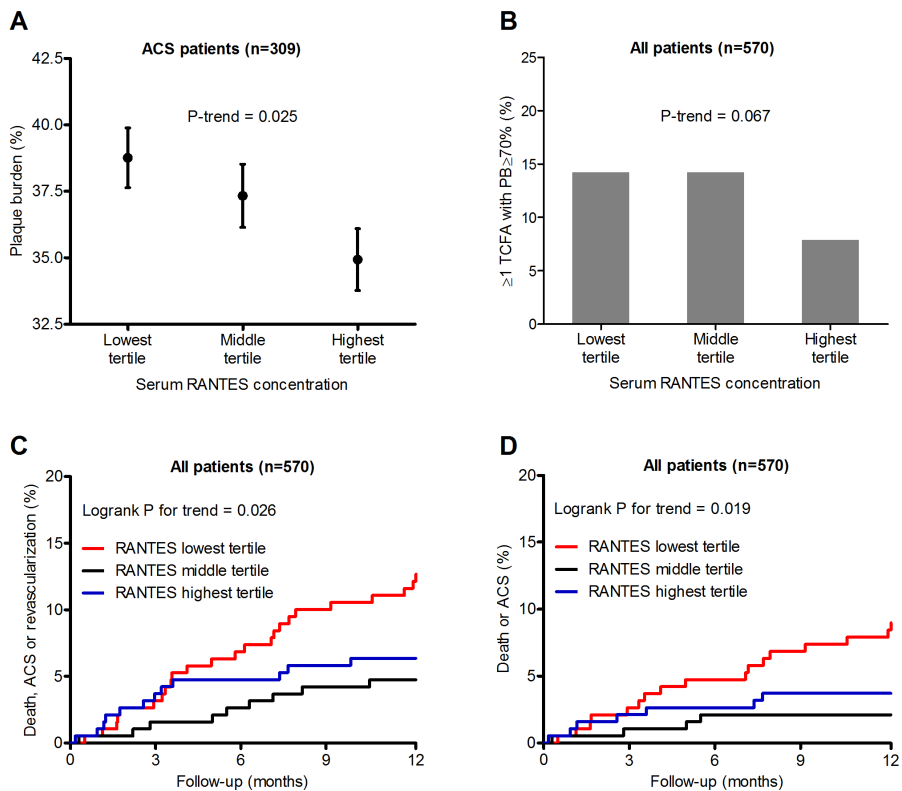 A
ACS patients (n=309)
42.5
40.0
37.5
35.0
32.5
Plaque burden (%)
P-trend = 0.025
Lowest
tertile
Middle
tertile
Highest
tertile
Serum RANTES concentration
B
All patients (n=570)
25
20
15
10
5
0
≥1 TCFA with PB≥70% (%)
P-trend = 0.067
Lowest
tertile
Middle
tertile
Highest
tertile
Serum RANTES concentration
C
All patients (n=570)
20
15
10
5
0
Death, ACS or revascularization (%)
Logrank P for trend = 0.026
RANTES lowest tertile
RANTES middle tertile
RANTES highest tertile
0
3
6
9
12
Follow-up (months)
D
All patients (n=570)
20
15
10
5
0
Death or ACS (%)
Logrank P for trend = 0.019
RANTES lowest tertile
RANTES middle tertile
RANTES highest tertile
0
3
6
9
12
Follow-up (months)